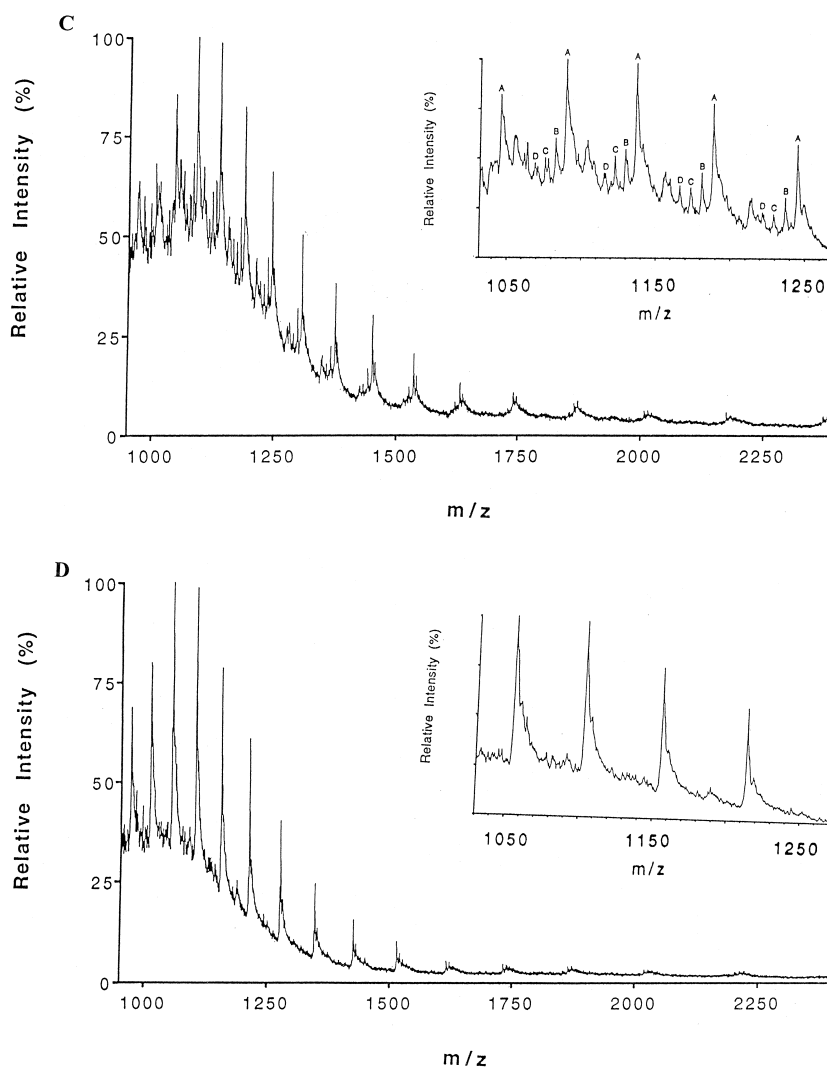 C
Relative Intensity (%)
100
75
50
25
0
1000 1250 1500 1750 2000 2250
m/z
Relative Intensity (%)
A A A A A
D C B D C B D C B D C B
1050 1150 1250
m/z
D
Relative Intensity (%)
100
75
50
25
0
1000 1250 1500 1750 2000 2250
m/z
Relative Intensity (%)
1050 1150 1250
m/z